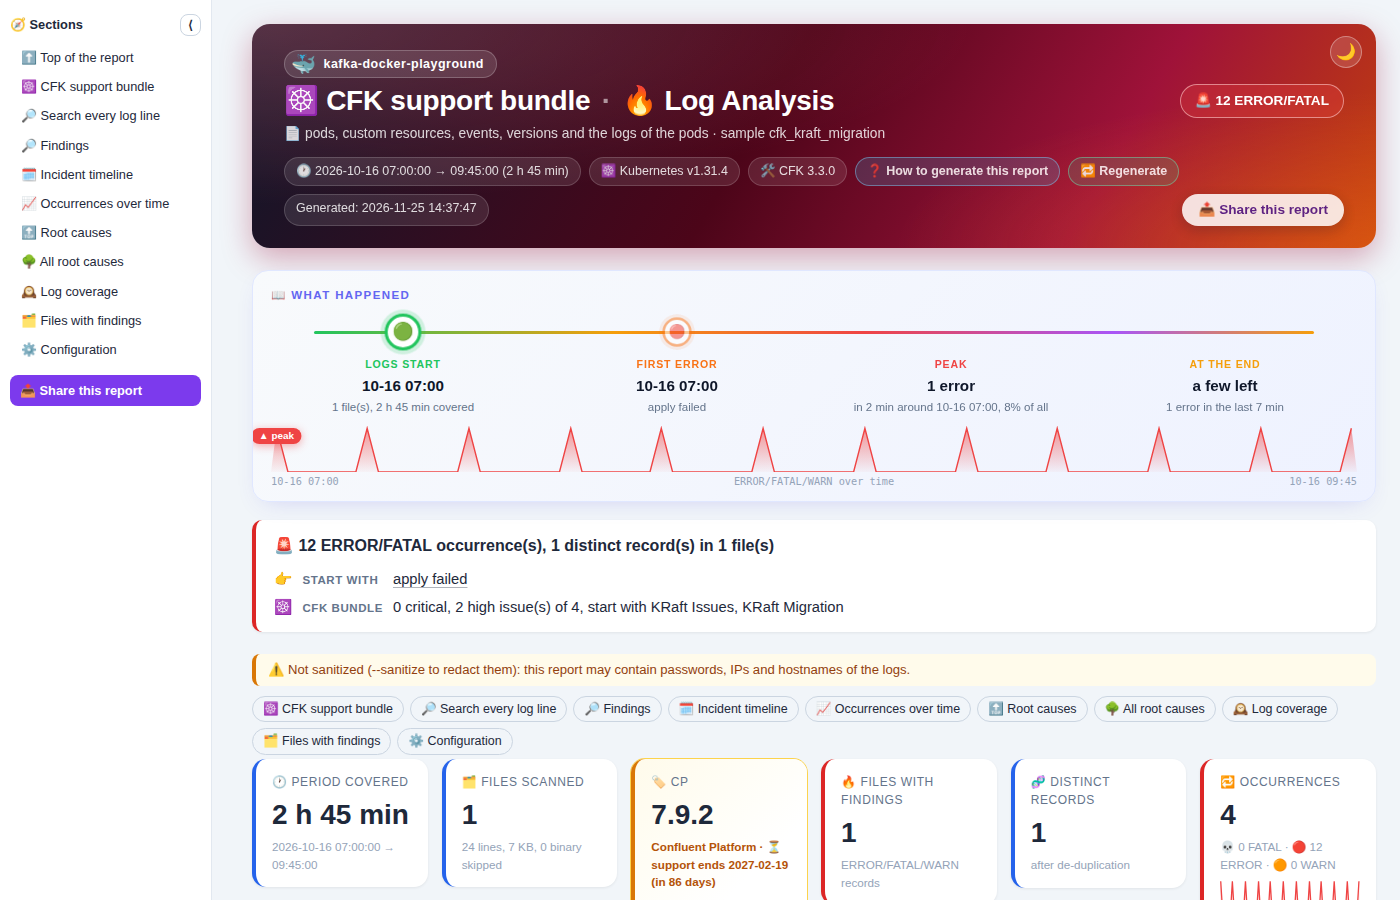 Sections
⟨
Top of the report
CFK support bundle
Search every log line
Findings
Incident timeline
Occurrences over time
Root causes
All root causes
Log coverage
Files with findings
Configuration
Share this report
kafka-docker-playground
CFK support bundle · Log Analysis
12 ERROR/FATAL
pods, custom resources, events, versions and the logs of the pods · sample cfk_kraft_migration
2026-10-16 07:00:00 → 09:45:00 (2 h 45 min)
Kubernetes v1.31.4
CFK 3.3.0
How to generate this report
Regenerate
Generated: 2026-11-25 14:37:47
Share this report
WHAT HAPPENED
LOGS START
10-16 07:00
1 file(s), 2 h 45 min covered
FIRST ERROR
10-16 07:00
apply failed
PEAK
1 error
in 2 min around 10-16 07:00, 8% of all
AT THE END
a few left
1 error in the last 7 min
▲ peak
10-16 07:00
ERROR/FATAL/WARN over time
10-16 09:45
12 ERROR/FATAL occurrence(s), 1 distinct record(s) in 1 file(s)
START WITH apply failed
CFK BUNDLE 0 critical, 2 high issue(s) of 4, start with KRaft Issues, KRaft Migration
Not sanitized (--sanitize to redact them): this report may contain passwords, IPs and hostnames of the logs.
CFK support bundle
Search every log line
Findings
Incident timeline
Occurrences over time
Root causes
All root causes
Log coverage
Files with findings
Configuration
PERIOD COVERED
2 h 45 min
2026-10-16 07:00:00 →
09:45:00
FILES SCANNED
1
24 lines, 7 KB, 0 binary
skipped
CP
7.9.2
Confluent Platform ·
support ends 2027-02-19
(in 86 days)
FILES WITH
FINDINGS
1
ERROR/FATAL/WARN
records
DISTINCT
RECORDS
1
after de-duplication
OCCURRENCES
4
0 FATAL · 12
ERROR · 0 WARN